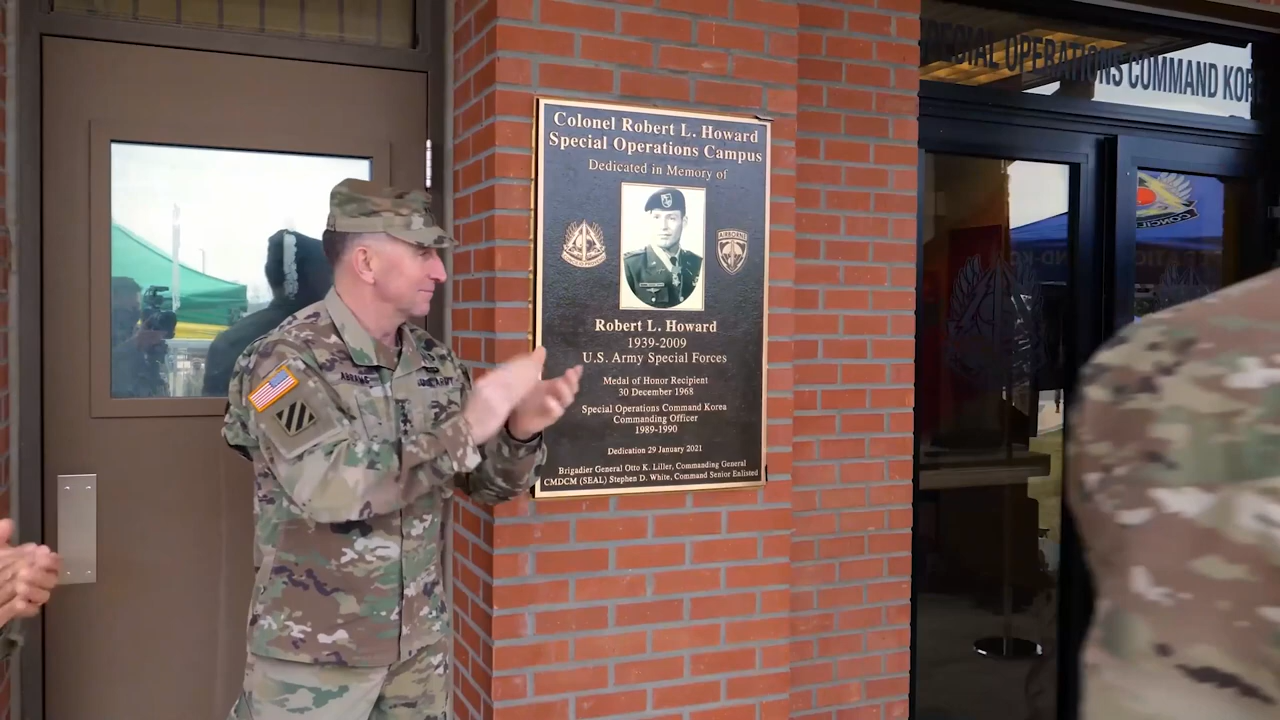 SPECIAL OPERATIONS COMMAND KOR
Colonel Robert L. Howard
Special Operations Campus
Dedicated in Memory of
AIRBORNE
Robert L. Howard
1939-2009
U.S. Army Special Forces
Medal of Honor Recipient
30 December 1968
Special Operations Command Korea
Commanding Officer
1989-1990
Dedication 29 January 2021
Brigadier General Otto K. Liller, Commanding General
CMDCM (SEAL) Stephen D. White, Command Senior Enlisted
ABRAMS
U.S. ARMY